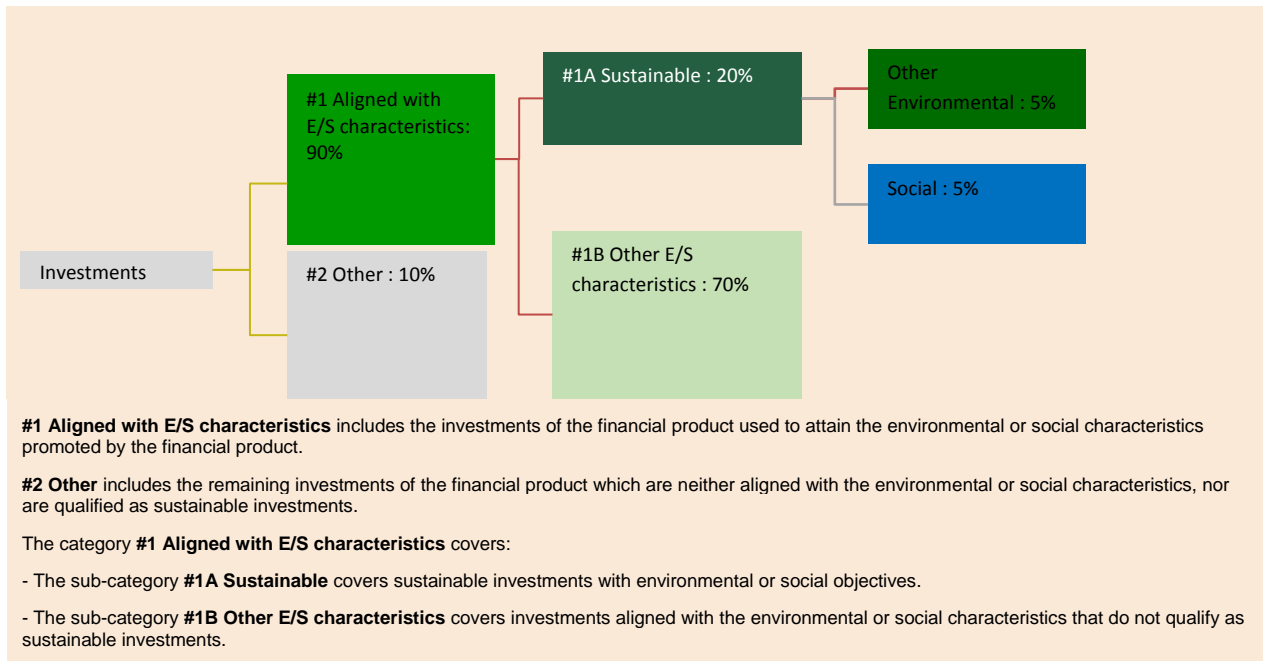 Investments
#1 Aligned with
E/S characteristics:
90%
#2 Other : 10%
#1A Sustainable : 20%
#1B Other E/S
characteristics : 70%
Other
Environmental : 5%
Social : 5%
#1 Aligned with E/S characteristics includes the investments of the financial product used to attain the environmental or social characteristics
promoted by the financial product.
#2 Other includes the remaining investments of the financial product which are neither aligned with the environmental or social characteristics, nor
are qualified as sustainable investments.
The category #1 Aligned with E/S characteristics covers:
- The sub-category #1A Sustainable covers sustainable investments with environmental or social objectives.
- The sub-category #1B Other E/S characteristics covers investments aligned with the environmental or social characteristics that do not qualify as
sustainable investments.